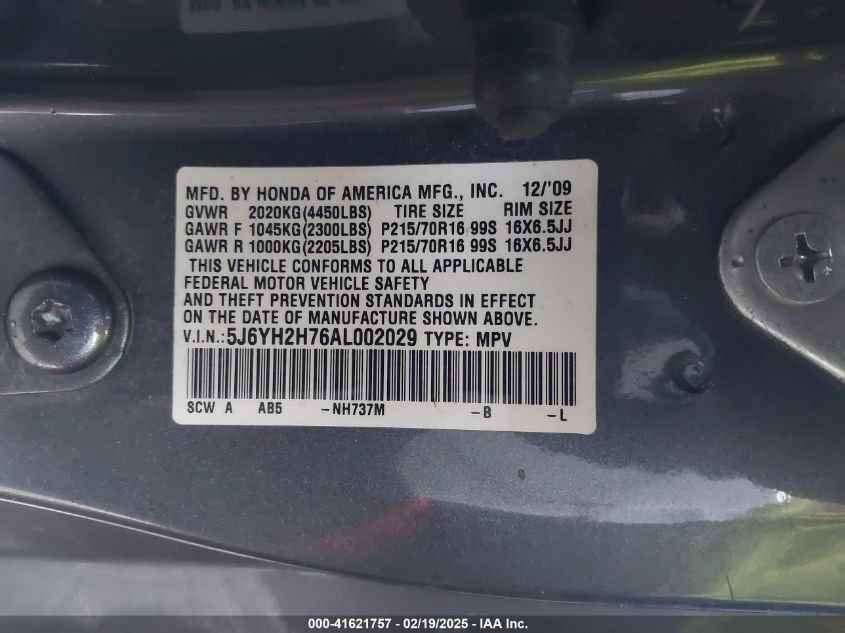 MFD. BY HONDA OF AMERICA MFG., INC. 12/'09
GVWR 2020KG(4450LBS) TIRE SIZE RIM SIZE
GAWR F 1045KG(2300LBS) P215/70R16 99S 16X6.5JJ
GAWR R 1000KG(2205LBS) P215/70R16 99S 16X6.5JJ
THIS VEHICLE CONFORMS TO ALL APPLICABLE
FEDERAL MOTOR VEHICLE SAFETY
AND THEFT PREVENTION STANDARDS IN EFFECT
ON THE DATE OF MANUFACTURE SHOWN ABOVE.
V.I.N.:5J6YH2H76AL002029 TYPE: MPV
SCW A AB5 -NH737M -B -L
000-41621757 - 02/19/2025 - IAA Inc.